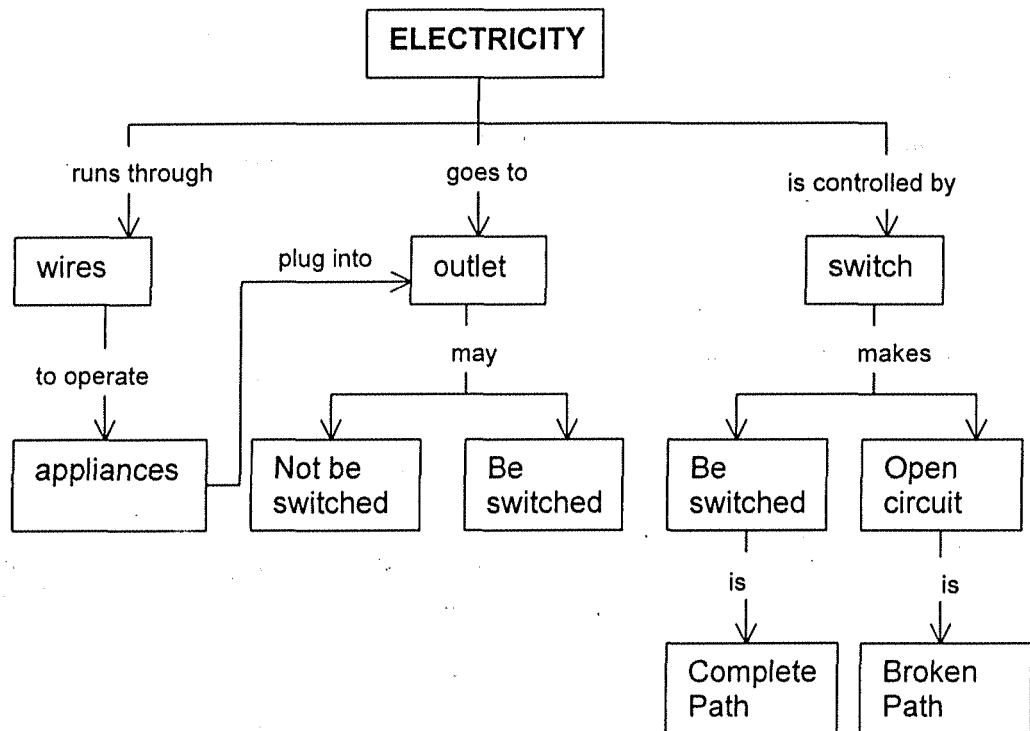 ELECTRICITY
runs through
goes to
is controlled by
wires
plug into
outlet
switch
to operate
may
makes
appliances
Not be
switched
Be
switched
Be
switched
Open
circuit
is
is
Complete
Path
Broken
Path